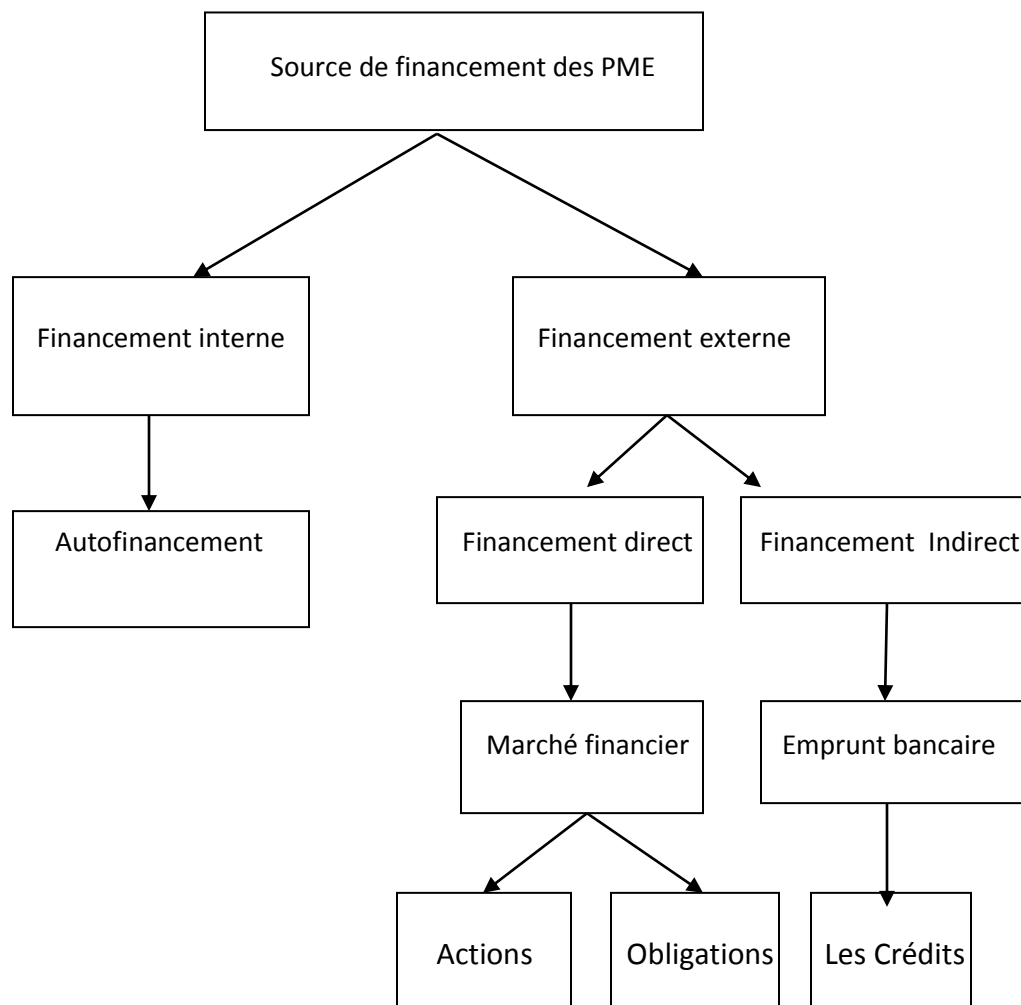 Source de financement des PME
Financement interne
Financement externe
Autofinancement
Financement direct
Financement Indirect
Marché financier
Emprunt bancaire
Actions
Obligations
Les Crédits